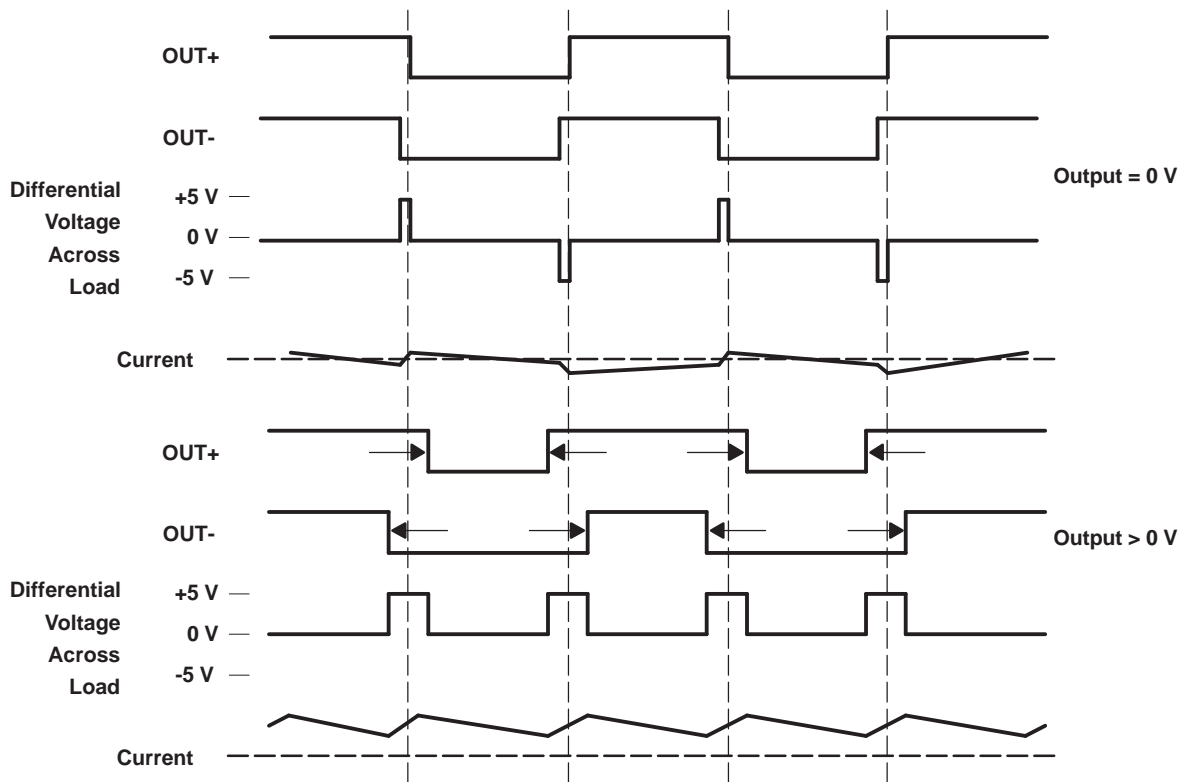 OUT+
OUT-
Output = 0 V
Differential
Voltage
Across
Load
+5 V
0 V
-5 V
Current
OUT+
OUT-
Output > 0 V
Differential
Voltage
Across
Load
+5 V
0 V
-5 V
Current